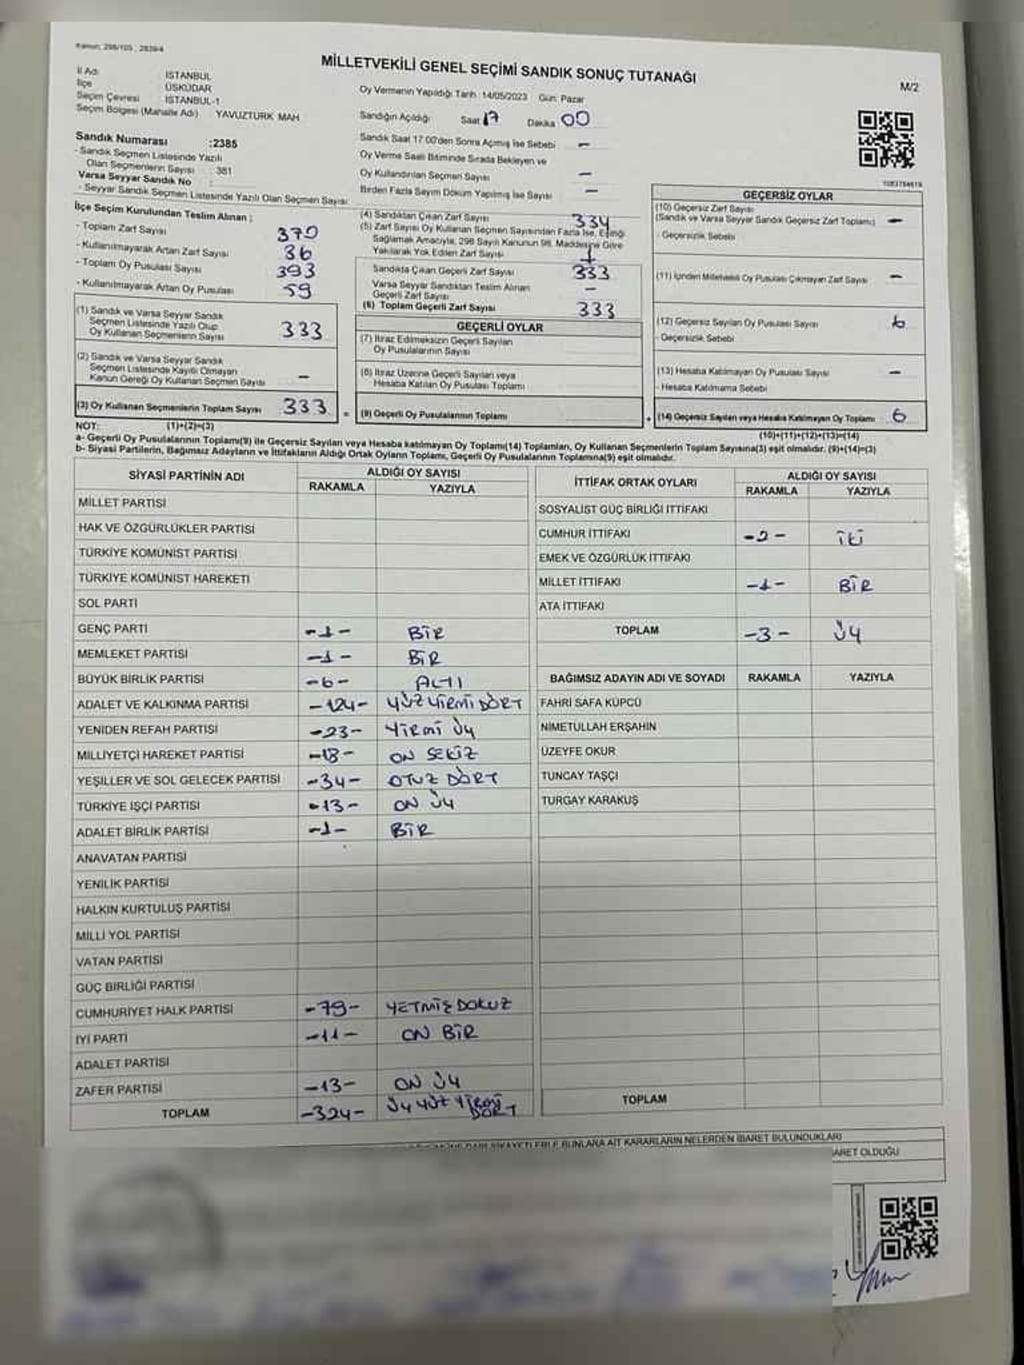 Kanun: 298/105, 2839/4
MİLLETVEKİLİ GENEL SEÇİMİ SANDIK SONUÇ TUTANAĞI
M/2
İl Adı : İSTANBUL
İlçe : ÜSKÜDAR
Seçim Çevresi : İSTANBUL-1
Seçim Bölgesi (Mahalle Adı) : YAVUZTÜRK MAH
Oy Vermenin Yapıldığı Tarih :14/05/2023 Gün: Pazar
Sandığın Açıldığı Saat 17 Dakika 00
Sandık Saat 17.00'den Sonra Açılmış İse Sebebi -
Oy Verme Saati Bitiminde Sırada Bekleyen ve
Oy Kullandırılan Seçmen Sayısı -
Birden Fazla Sayım Döküm Yapılmış İse Sayısı -
Sandık Numarası :2385
- Sandık Seçmen Listesinde Yazılı
Olan Seçmenlerin Sayısı : 381
Varsa Seyyar Sandık No :
- Seyyar Sandık Seçmen Listesinde Yazılı Olan Seçmen Sayısı:
1083784619
İlçe Seçim Kurulundan Teslim Alınan :
- Toplam Zarf Sayısı 370
- Kullanılmayarak Artan Zarf Sayısı 36
- Toplam Oy Pusulası Sayısı 393
- Kullanılmayarak Artan Oy Pusulası 59
(1) Sandık ve Varsa Seyyar Sandık
Seçmen Listesinde Yazılı Olup
Oy Kullanan Seçmenlerin Sayısı 333
(2) Sandık ve Varsa Seyyar Sandık
Seçmen Listesinde Kayıtlı Olmayan
Kanun Gereği Oy Kullanan Seçmen Sayısı -
(3) Oy Kullanan Seçmenlerin Toplam Sayısı 333
(4) Sandıktan Çıkan Zarf Sayısı 334
(5) Zarf Sayısı Oy Kullanan Seçmen Sayısından Fazla İse, Eşitliği
Sağlamak Amacıyla, 298 Sayılı Kanunun 98. Maddesine Göre
Yakılarak Yok Edilen Zarf Sayısı 1
Sandıkta Çıkan Geçerli Zarf Sayısı 333
Varsa Seyyar Sandıktan Teslim Alınan
Geçerli Zarf Sayısı -
(6) Toplam Geçerli Zarf Sayısı 333
GEÇERLİ OYLAR
(7) İtiraz Edilmeksizin Geçerli Sayılan
Oy Pusulalarının Sayısı
(8) İtiraz Üzerine Geçerli Sayılan veya
Hesaba Katılan Oy Pusulası Toplamı
= (9) Geçerli Oy Pusulalarının Toplamı
GEÇERSİZ OYLAR
(10) Geçersiz Zarf Sayısı
(Sandık ve Varsa Seyyar Sandık Geçersiz Zarf Toplamı) -
- Geçersizlik Sebebi
(11) İçinden Milletvekili Oy Pusulası Çıkmayan Zarf Sayısı -
(12) Geçersiz Sayılan Oy Pusulası Sayısı 6
- Geçersizlik Sebebi
(13) Hesaba Katılmayan Oy Pusulası Sayısı -
- Hesaba Katılmama Sebebi
+ (14) Geçersiz Sayılan veya Hesaba Katılmayan Oy Toplamı 6
NOT: (1)+(2)=(3)
(10)+(11)+(12)+(13)=(14)
a- Geçerli Oy Pusulalarının Toplamı(9) ile Geçersiz Sayılan veya Hesaba katılmayan Oy Toplamı(14) Toplamları, Oy Kullanan Seçmenlerin Toplam Sayısına(3) eşit olmalıdır. (9)+(14)=(3)
b- Siyasi Partilerin, Bağımsız Adayların ve İttifakların Aldığı Ortak Oyların Toplamı, Geçerli Oy Pusulalarının Toplamına(9) eşit olmalıdır.
SİYASİ PARTİNİN ADI ALDIĞI OY SAYISI
RAKAMLA YAZIYLA
MİLLET PARTİSİ
HAK VE ÖZGÜRLÜKLER PARTİSİ
TÜRKİYE KOMÜNİST PARTİSİ
TÜRKİYE KOMÜNİST HAREKETİ
SOL PARTİ
GENÇ PARTİ -1- BİR
MEMLEKET PARTİSİ -1- BİR
BÜYÜK BİRLİK PARTİSİ -6- ALTI
ADALET VE KALKINMA PARTİSİ -124- YÜZ YİRMİ DÖRT
YENİDEN REFAH PARTİSİ -23- YİRMİ ÜÇ
MİLLİYETÇİ HAREKET PARTİSİ -18- ON SEKİZ
YEŞİLLER VE SOL GELECEK PARTİSİ -34- OTUZ DÖRT
TÜRKİYE İŞÇİ PARTİSİ -13- ON ÜÇ
ADALET BİRLİK PARTİSİ -1- BİR
ANAVATAN PARTİSİ
YENİLİK PARTİSİ
HALKIN KURTULUŞ PARTİSİ
MİLLİ YOL PARTİSİ
VATAN PARTİSİ
GÜÇ BİRLİĞİ PARTİSİ
CUMHURİYET HALK PARTİSİ -79- YETMİŞ DOKUZ
İYİ PARTİ -11- ON BİR
ADALET PARTİSİ
ZAFER PARTİSİ -13- ON ÜÇ
TOPLAM -324- ÜÇ YÜZ YİRMİ DÖRT
İTTİFAK ORTAK OYLARI ALDIĞI OY SAYISI
RAKAMLA YAZIYLA
SOSYALİST GÜÇ BİRLİĞİ İTTİFAKI
CUMHUR İTTİFAKI -2- İKİ
EMEK VE ÖZGÜRLÜK İTTİFAKI
MİLLET İTTİFAKI -1- BİR
ATA İTTİFAKI
TOPLAM -3- ÜÇ
BAĞIMSIZ ADAYIN ADI VE SOYADI RAKAMLA YAZIYLA
FAHRİ SAFA KÜPCÜ
NİMETULLAH ERŞAHİN
ÜZEYFE OKUR
TUNCAY TAŞÇI
TURGAY KARAKUŞ
TOPLAM
ŞİKAYETLERLE BUNLARA AİT KARARLARIN NELERDEN İBARET BULUNDUKLARI
OLDUĞU